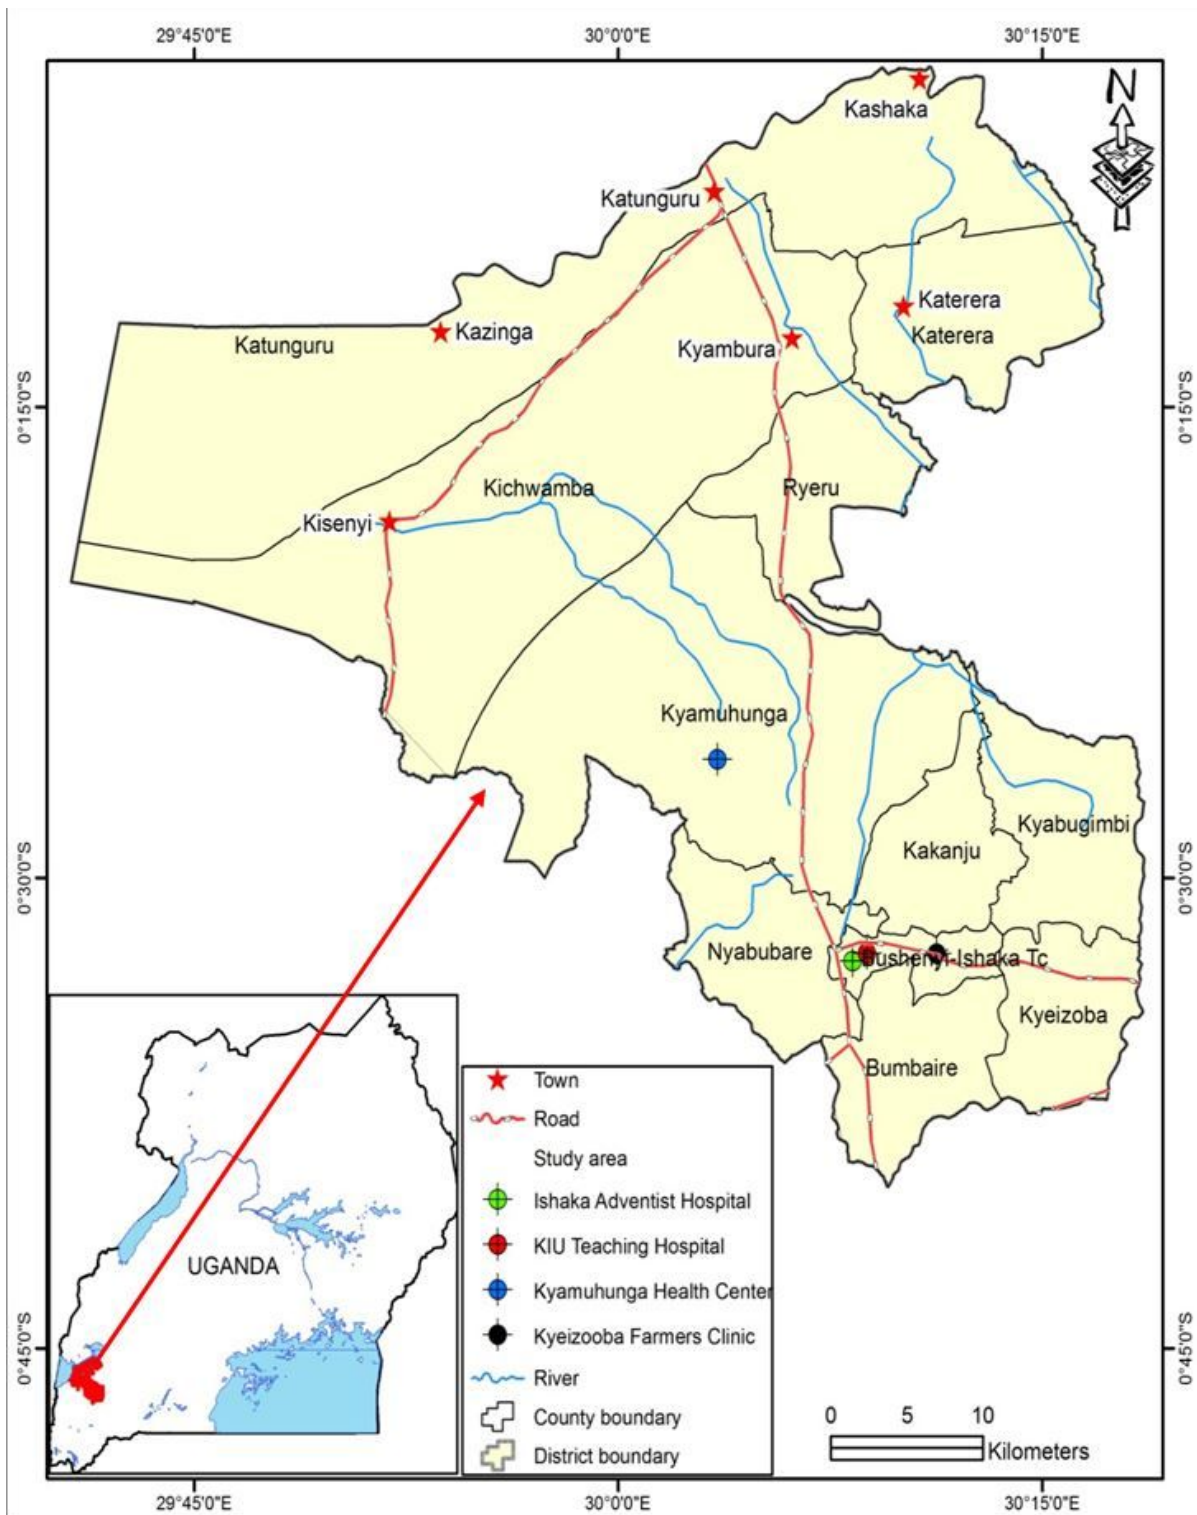 29°45'0"E
30°0'0"E
30°15'0"E
N
Kashaka
Katunguru
Katerera
Kazinga
Katunguru
Kyambura
Katerera
0°15'0"S
0°15'0"S
Kichwamba
Ryeru
Kisenyi
Kyamuhunga
Kyabugimbi
Kakanju
0°30'0"S
0°30'0"S
Nyabubare
Bushenyi-Ishaka Tc
Kyeizoba
Bumbaire
UGANDA
Town
Road
Study area
Ishaka Adventist Hospital
KIU Teaching Hospital
Kyamuhunga Health Center
Kyeizooba Farmers Clinic
River
County boundary
District boundary
0°45'0"S
0°45'0"S
0 5 10
Kilometers
29°45'0"E
30°0'0"E
30°15'0"E